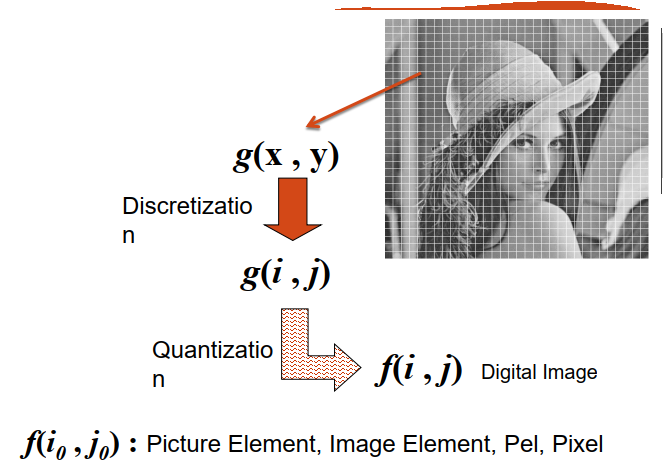 g(x , y)
Discretizatio
n
g(i , j)
Quantizatio
n
f(i , j) Digital Image
f(i₀ , j₀) : Picture Element, Image Element, Pel, Pixel